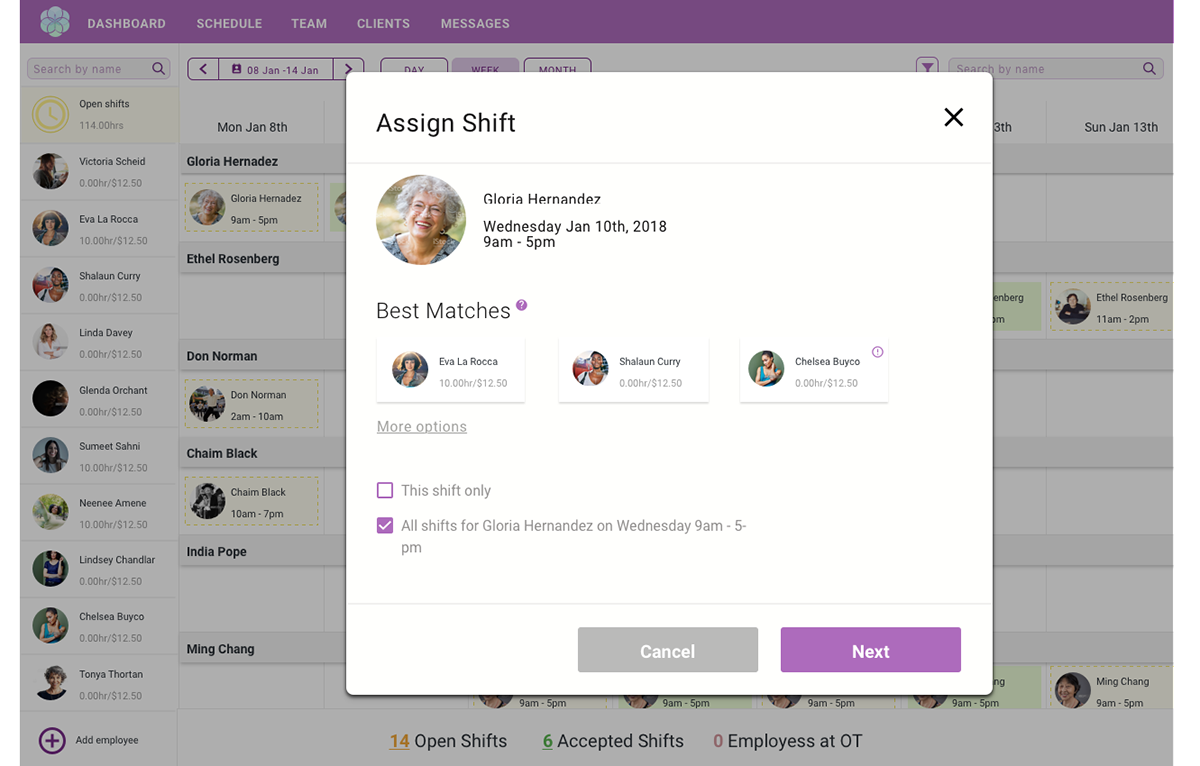 DASHBOARD SCHEDULE TEAM CLIENTS MESSAGES
Search by name
08 Jan -14 Jan
DAY WEEK MONTH
Search by name
Open shifts
114.00hrs
Victoria Scheid
0.00hr/$12.50
Eva La Rocca
10.00hr/$12.50
Shalaun Curry
0.00hr/$12.50
Linda Davey
0.00hr/$12.50
Glenda Orchant
0.00hr/$12.50
Sumeet Sahni
10.00hr/$12.50
Neenee Amene
10.00hr/$12.50
Lindsey Chandlar
0.00hr/$12.50
Chelsea Buyco
0.00hr/$12.50
Tonya Thortan
0.00hr/$12.50
Add employee
Mon Jan 8th
3th
Sun Jan 13th
Gloria Hernadez
Gloria Hernadez
9am - 5pm
Ethel Rosenberg
enberg
pm
Ethel Rosenberg
11am - 2pm
Don Norman
Don Norman
2am - 10am
Chaim Black
Chaim Black
10am - 7pm
India Pope
Ming Chang
9am - 5pm
9am - 5pm
9am - 5pm
ng
9am - 5pm
Ming Chang
9am - 5pm
Assign Shift
Gloria Hernandez
Wednesday Jan 10th, 2018
9am - 5pm
Best Matches ?
Eva La Rocca
10.00hr/$12.50
Shalaun Curry
0.00hr/$12.50
Chelsea Buyco
0.00hr/$12.50
More options
This shift only
All shifts for Gloria Hernandez on Wednesday 9am - 5-
pm
Cancel Next
14 Open Shifts 6 Accepted Shifts 0 Employess at OT